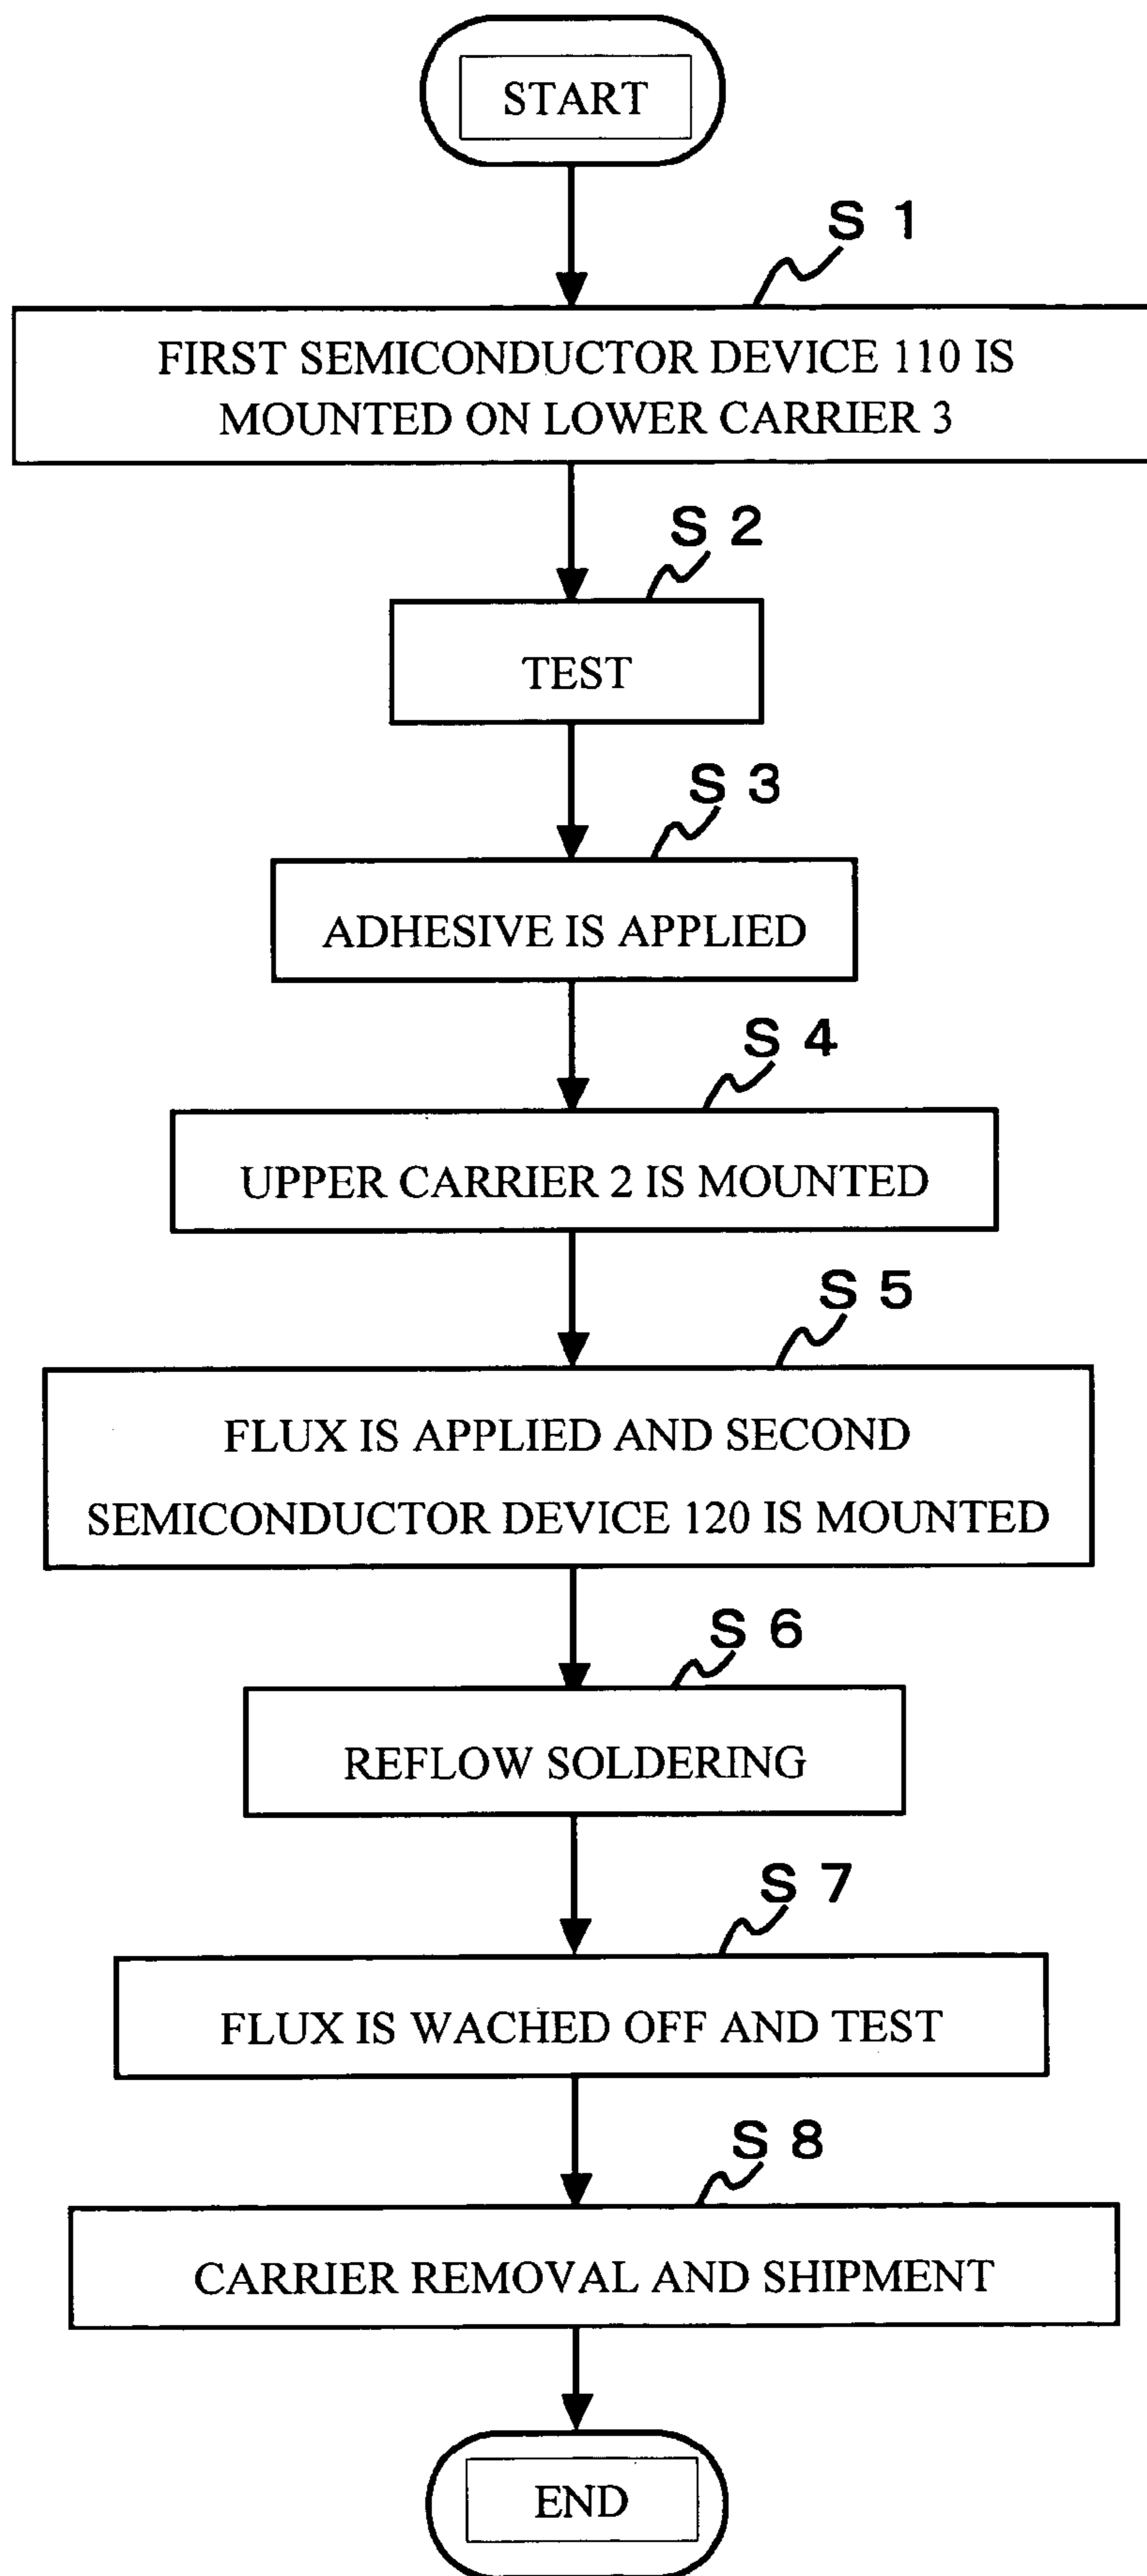 START
S 1
FIRST SEMICONDUCTOR DEVICE 110 IS
MOUNTED ON LOWER CARRIER 3
S 2
TEST
S 3
ADHESIVE IS APPLIED
S 4
UPPER CARRIER 2 IS MOUNTED
S 5
FLUX IS APPLIED AND SECOND
SEMICONDUCTOR DEVICE 120 IS MOUNTED
S 6
REFLOW SOLDERING
S 7
FLUX IS WACHED OFF AND TEST
S 8
CARRIER REMOVAL AND SHIPMENT
END